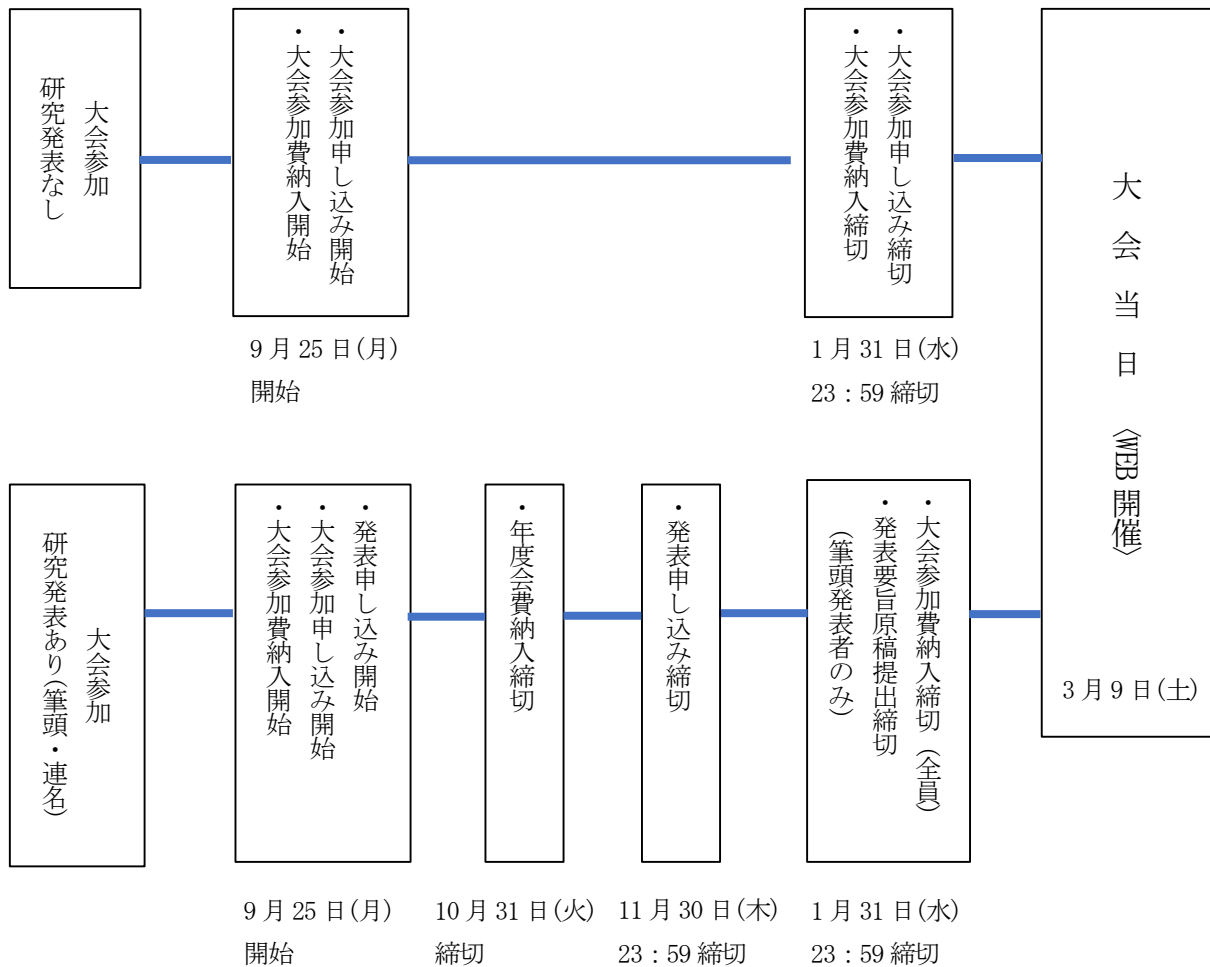 大会参加
研究発表なし
・大会参加申し込み開始
・大会参加費納入開始
9月25日(月)
開始
・大会参加申し込み締切
・大会参加費納入締切
1月31日(水)
23：59締切
大会当日 〈WEB開催〉
3月9日(土)
大会参加
研究発表あり(筆頭・連名)
・発表申し込み開始
・大会参加申し込み開始
・大会参加費納入開始
9月25日(月)
開始
・年度会費納入締切
10月31日(火)
締切
・発表申し込み締切
11月30日(木)
23：59締切
・大会参加費納入締切（全員）
・発表要旨原稿提出締切
（筆頭発表者のみ）
1月31日(水)
23：59締切